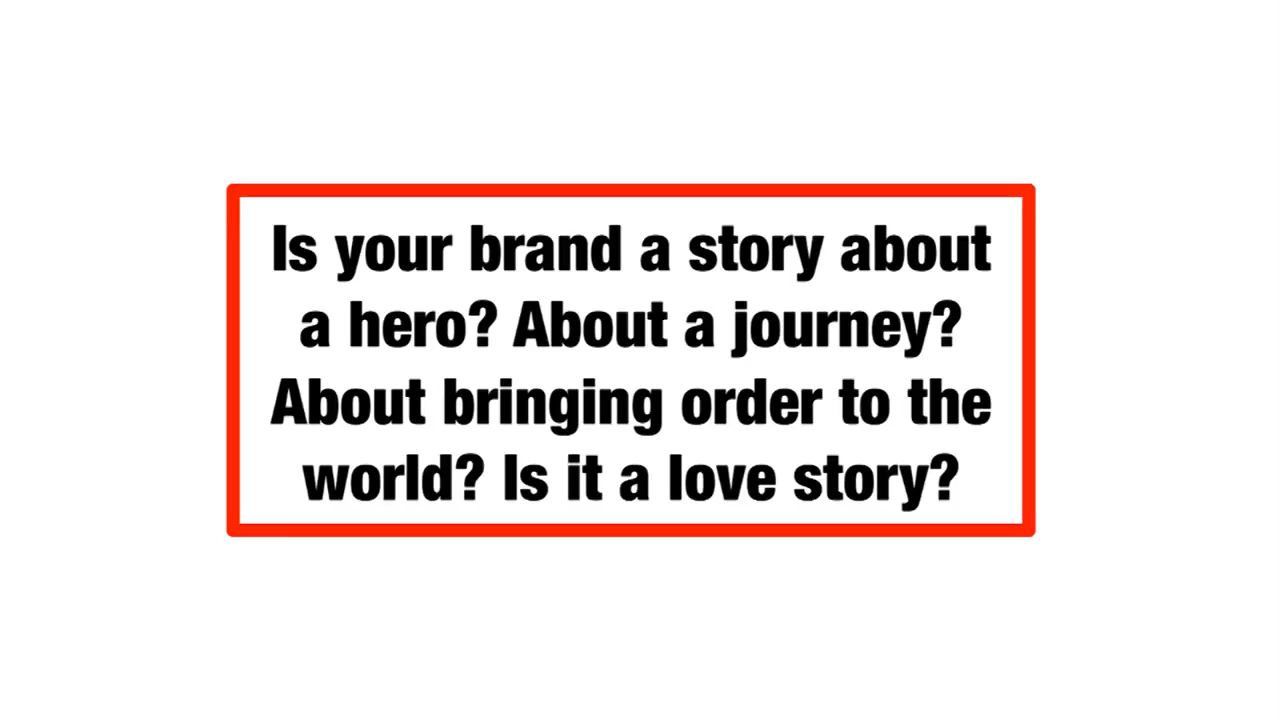 Is your brand a story about
a hero? About a journey?
About bringing order to the
world? Is it a love story?